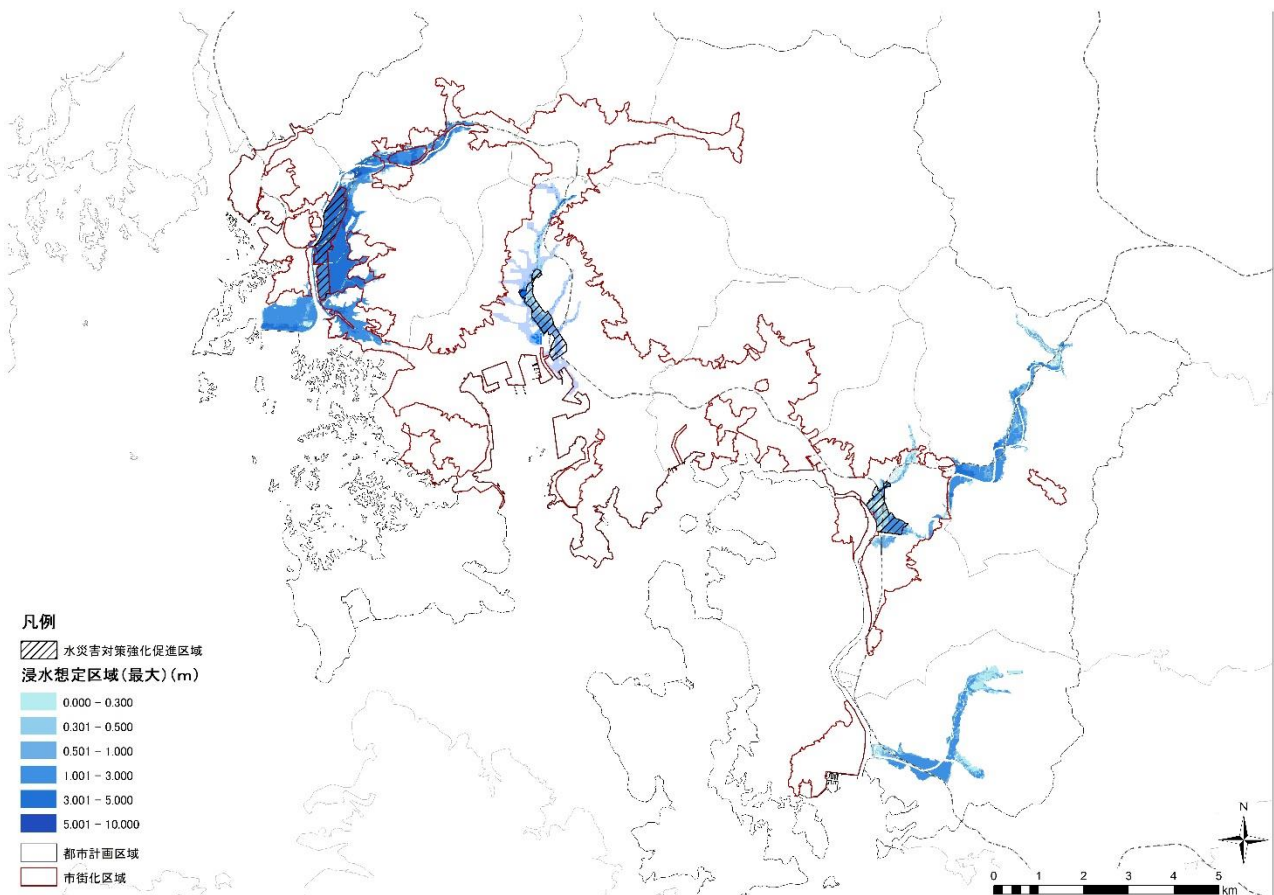 凡例
水災害対策強化促進区域
浸水想定区域(最大)(m)
0.000 - 0.300
0.301 - 0.500
0.501 - 1.000
1.001 - 3.000
3.001 - 5.000
5.001 - 10.000
都市計画区域
市街化区域
N
0 1 2 3 4 5
km